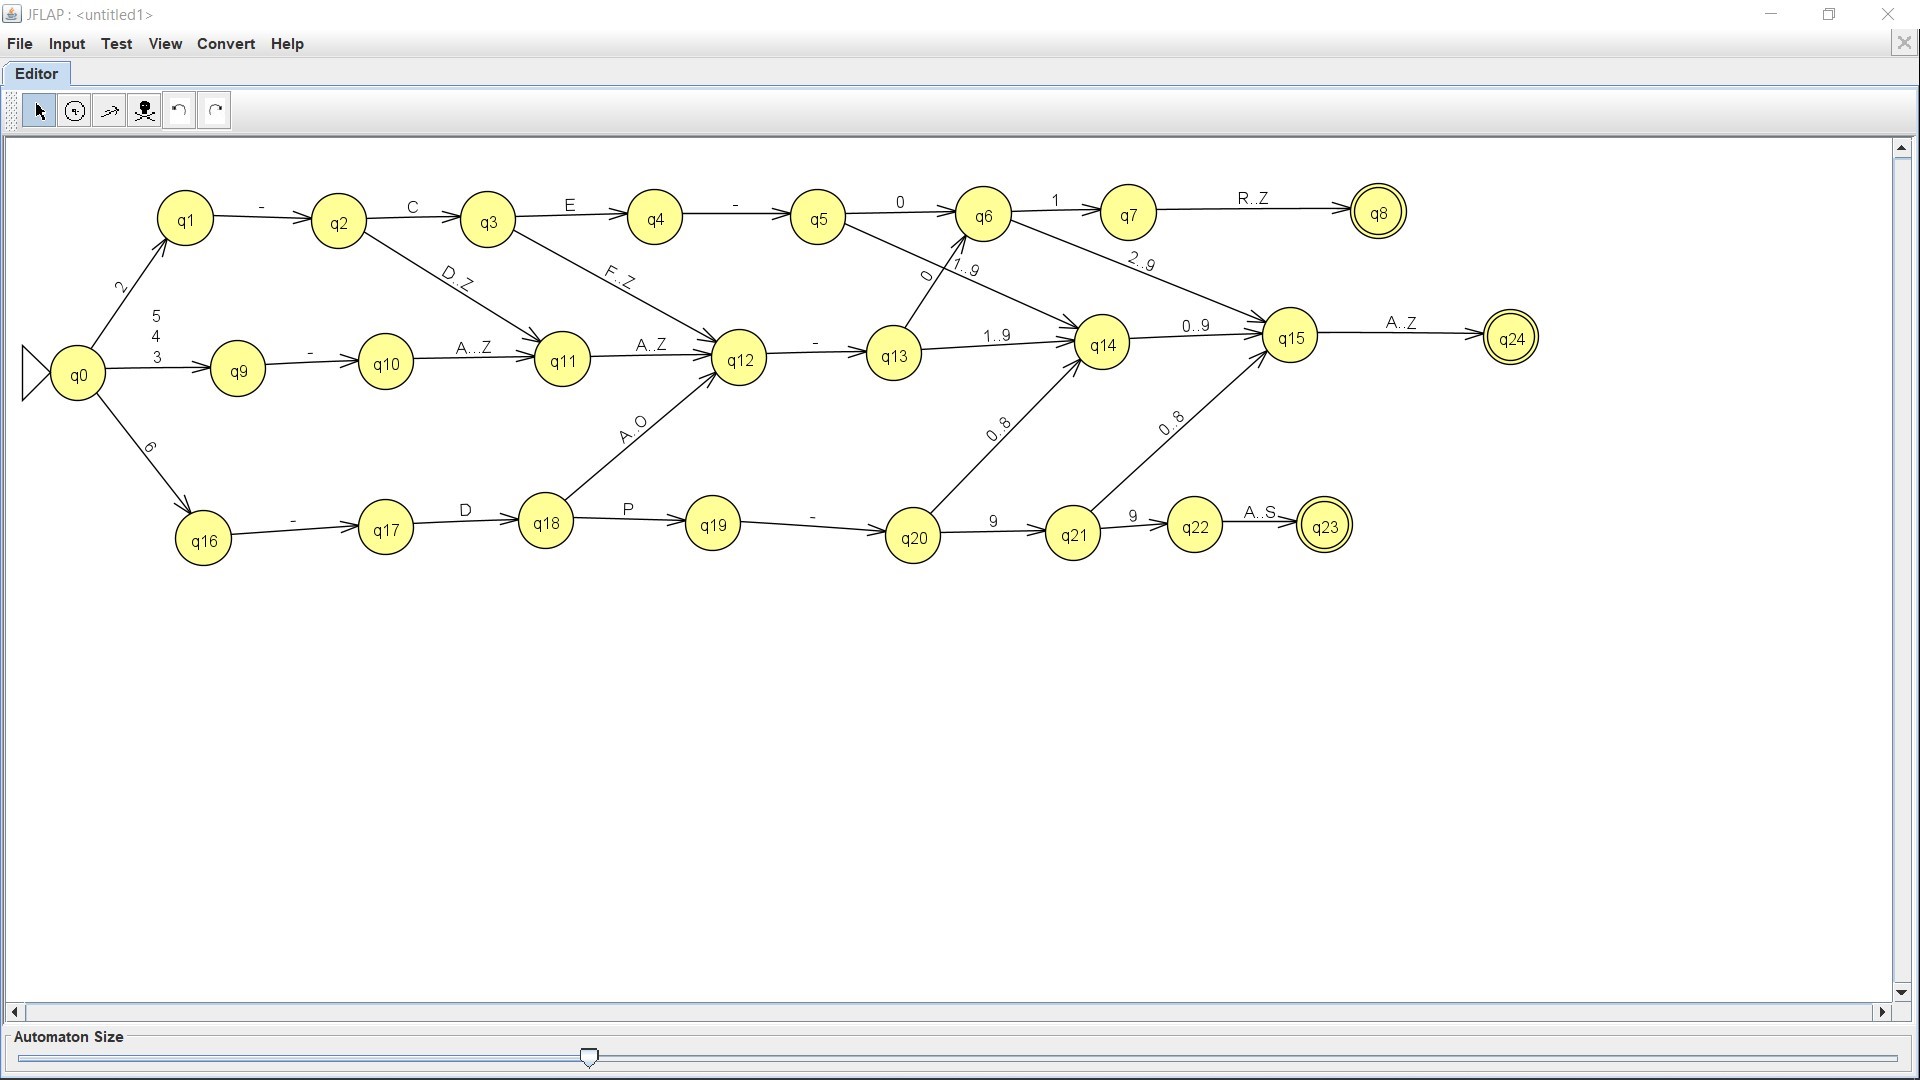 JFLAP : <untitled1>
File Input Test View Convert Help
Editor
q1 - q2 C q3 E q4 - q5 0 q6 1 q7 R..Z q8
2 D..Z F..Z 0 1..9 2..9
5
4
3
q0 q9 - q10 A...Z q11 A..Z q12 - q13 1..9 q14 0..9 q15 A..Z q24
6 A..O 0..8 0..8
q16 - q17 D q18 P q19 - q20 9 q21 9 q22 A..S q23
Automaton Size